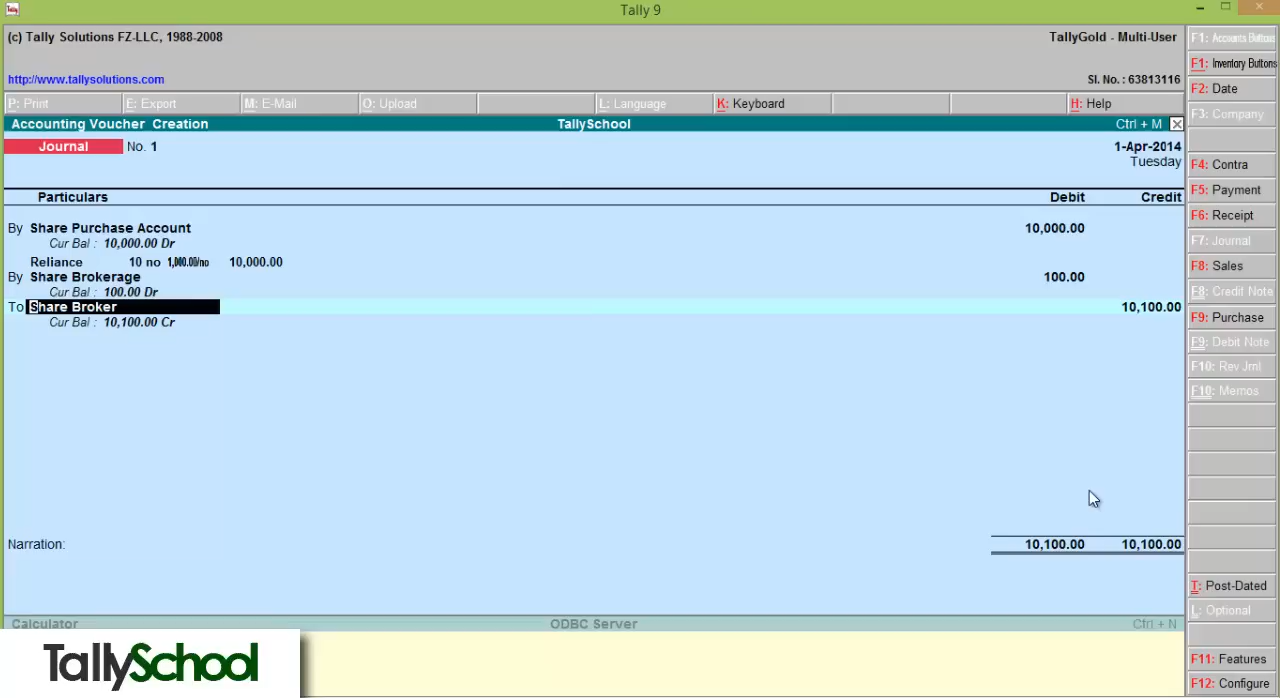 Tally
Tally 9
(c) Tally Solutions FZ-LLC, 1988-2008
TallyGold - Multi-User
http://www.tallysolutions.com
Sl. No. : 63813116
P: Print
E: Export
M: E-Mail
O: Upload
L: Language
K: Keyboard
H: Help
Accounting Voucher Creation
TallySchool
Ctrl + M
Journal
No. 1
1-Apr-2014
Tuesday
Particulars
Debit
Credit
By Share Purchase Account 10,000.00
Cur Bal : 10,000.00 Dr
Reliance 10 no 1,000.00/no 10,000.00
By Share Brokerage 100.00
Cur Bal : 100.00 Dr
To Share Broker 10,100.00
Cur Bal : 10,100.00 Cr
Narration:
10,100.00 10,100.00
Calculator
ODBC Server
Ctrl + N
TallySchool
F1: Accounts Buttons
F1: Inventory Buttons
F2: Date
F3: Company
F4: Contra
F5: Payment
F6: Receipt
F7: Journal
F8: Sales
F8: Credit Note
F9: Purchase
F9: Debit Note
F10: Rev Jrnl
F10: Memos
T: Post-Dated
L: Optional
F11: Features
F12: Configure